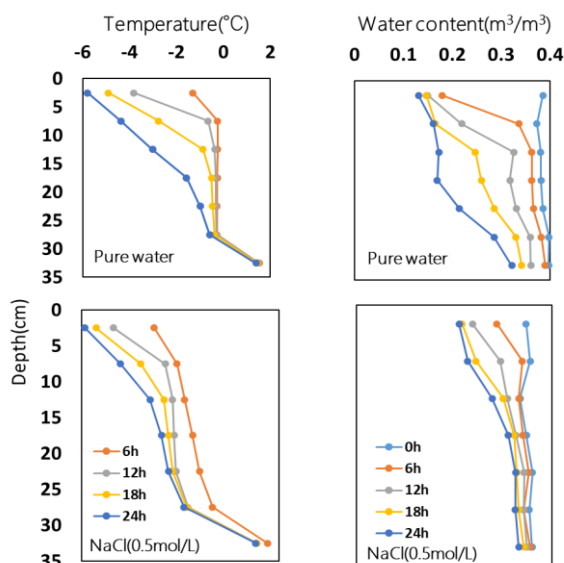 Temperature(°C)
Water content(m³/m³)
-6 -4 -2 0 2
0 0.1 0.2 0.3 0.4
0
5
10
15
20
25
30
35
Pure water
Pure water
Depth(cm)
0
5
10
15
20
25
30
35
6h
12h
18h
24h
NaCl(0.5mol/L)
0h
6h
12h
18h
24h
NaCl(0.5mol/L)